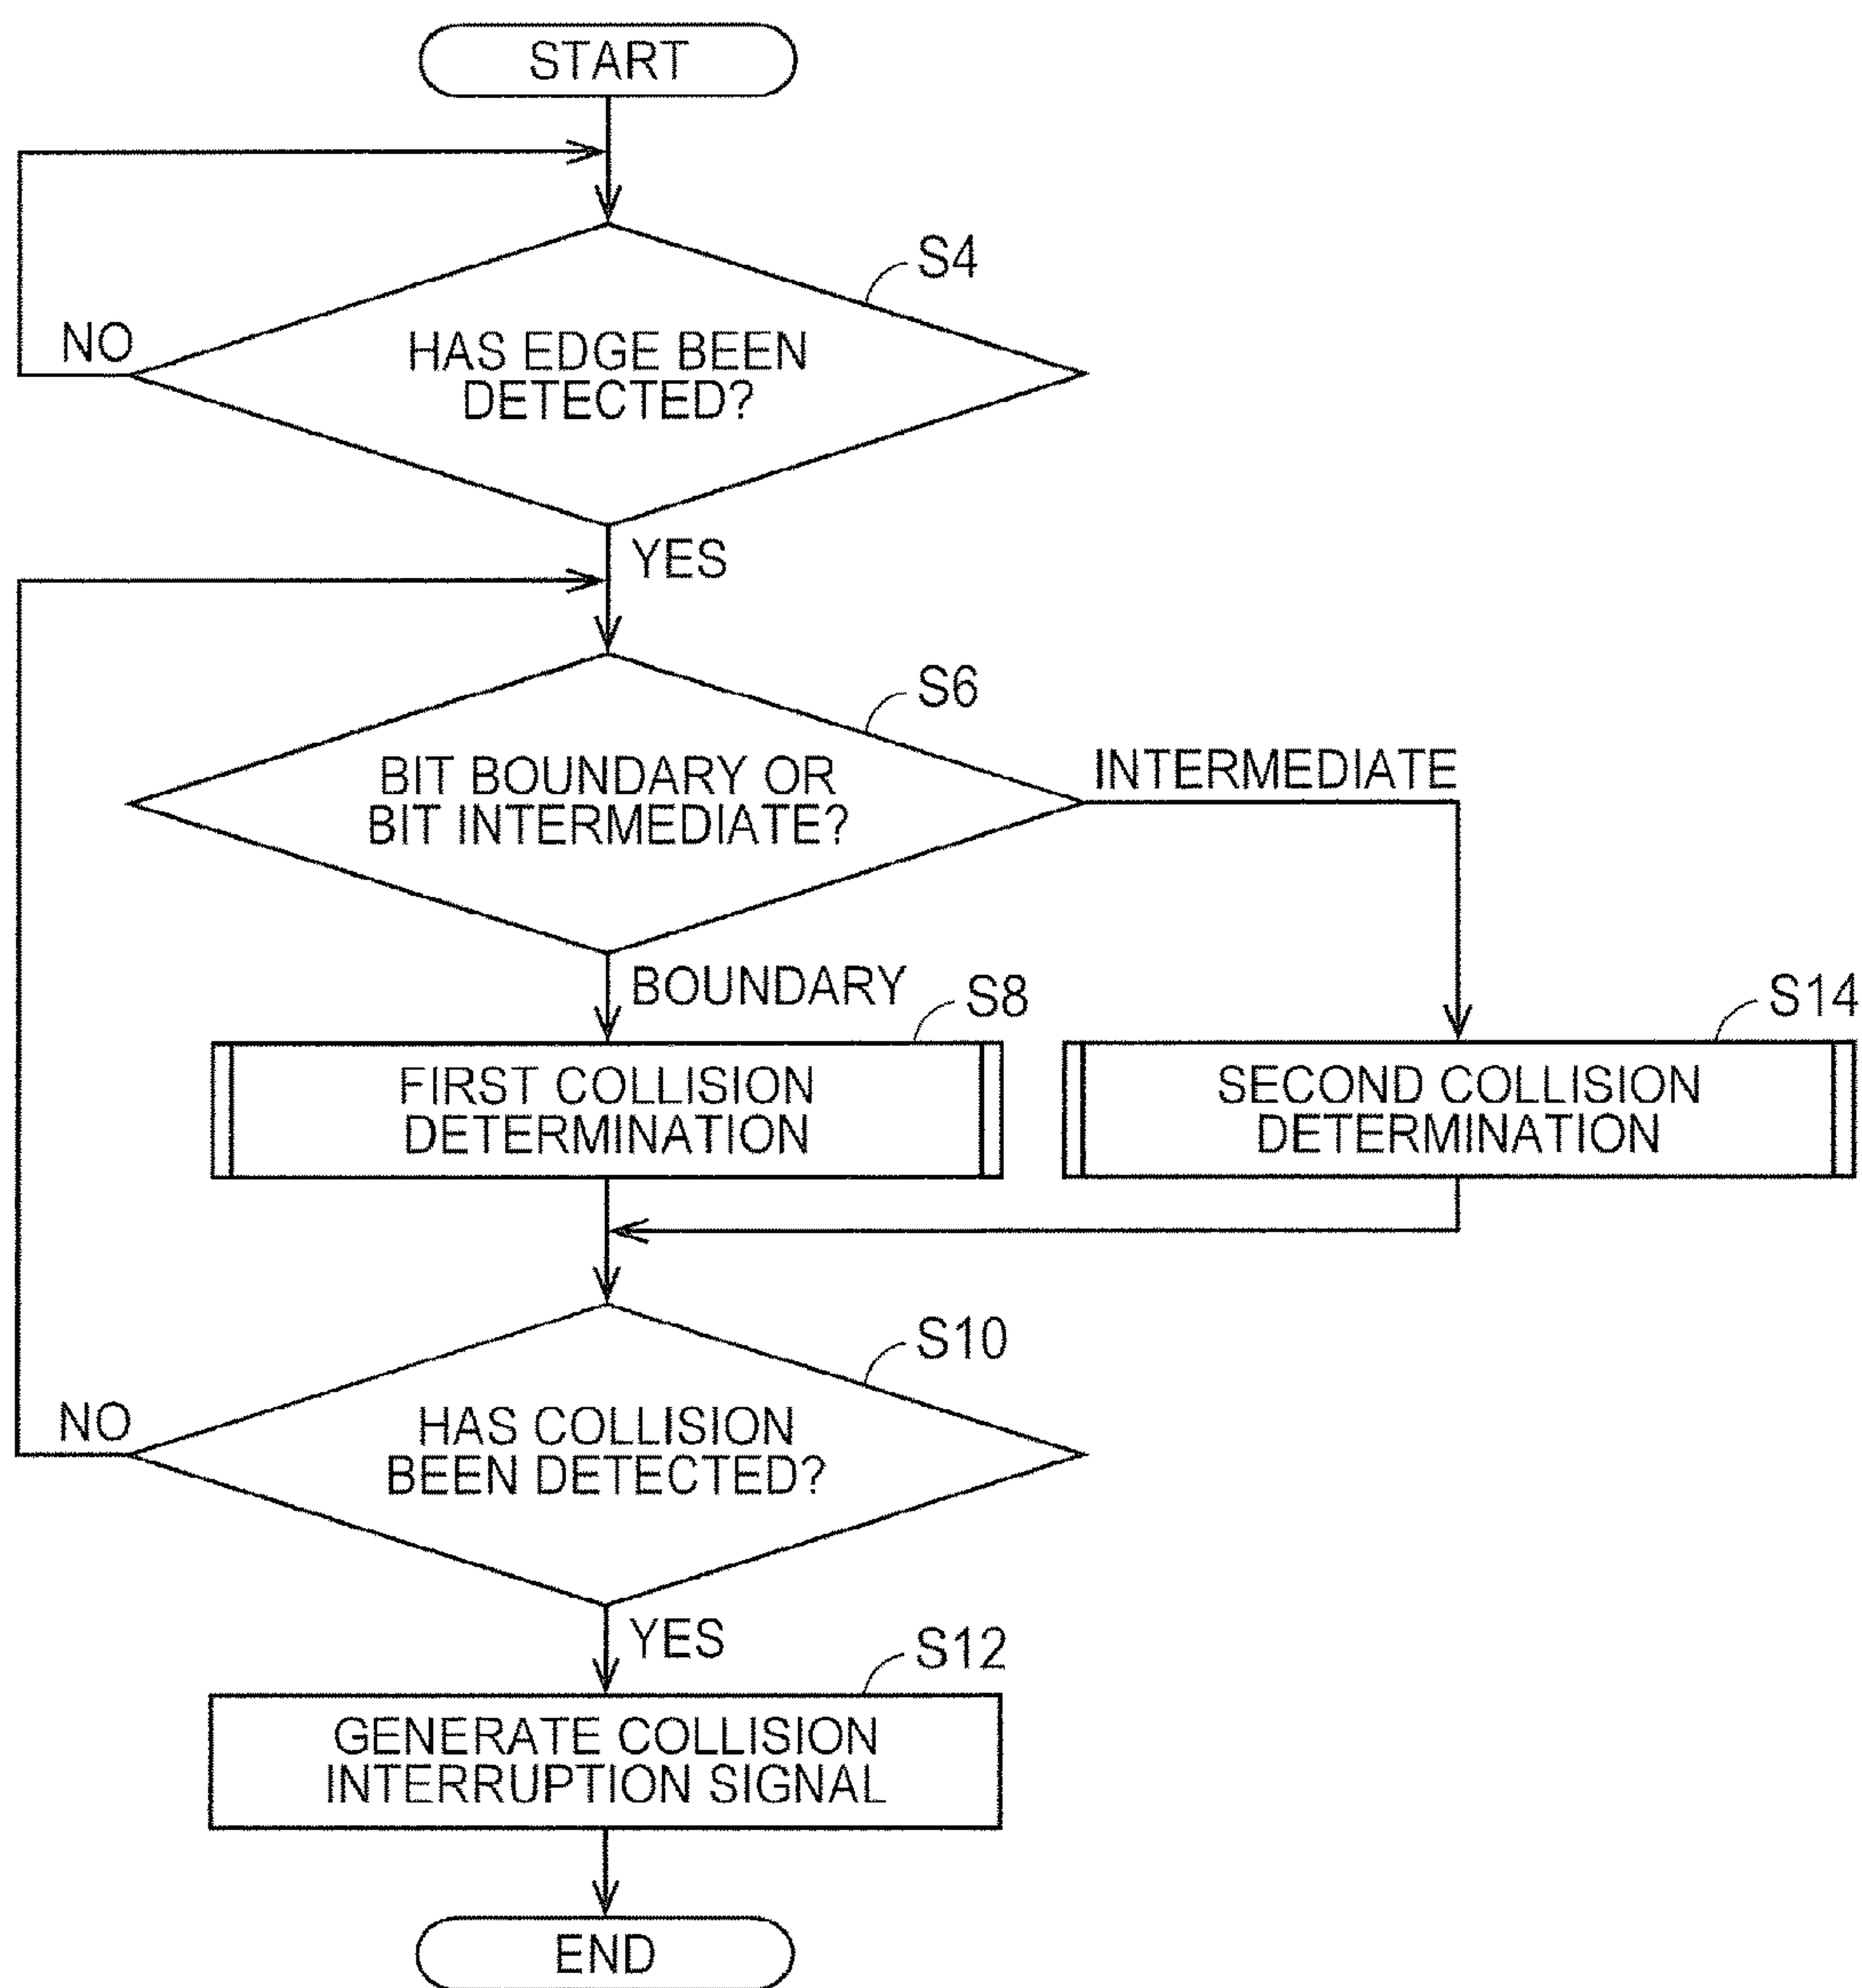 START
S4
NO
HAS EDGE BEEN
DETECTED?
YES
S6
BIT BOUNDARY OR
BIT INTERMEDIATE?
INTERMEDIATE
BOUNDARY
S8
S14
FIRST COLLISION
DETERMINATION
SECOND COLLISION
DETERMINATION
S10
NO
HAS COLLISION
BEEN DETECTED?
YES
S12
GENERATE COLLISION
INTERRUPTION SIGNAL
END